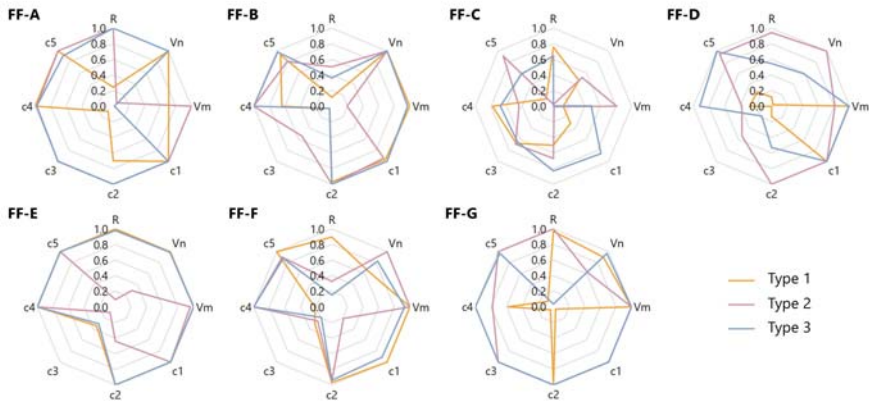 FF-A
R
1.0
0.8
0.6
0.4
0.2
0.0
Vn
Vm
c1
c2
c3
c4
c5
FF-B
R
1.0
0.8
0.6
0.4
0.2
0.0
Vn
Vm
c1
c2
c3
c4
c5
FF-C
R
1.0
0.8
0.6
0.4
0.2
0.0
Vn
Vm
c1
c2
c3
c4
c5
FF-D
R
1.0
0.8
0.6
0.4
0.2
0.0
Vn
Vm
c1
c2
c3
c4
c5
FF-E
R
1.0
0.8
0.6
0.4
0.2
0.0
Vn
Vm
c1
c2
c3
c4
c5
FF-F
R
1.0
0.8
0.6
0.4
0.2
0.0
Vn
Vm
c1
c2
c3
c4
c5
FF-G
R
1.0
0.8
0.6
0.4
0.2
0.0
Vn
Vm
c1
c2
c3
c4
c5
Type 1
Type 2
Type 3